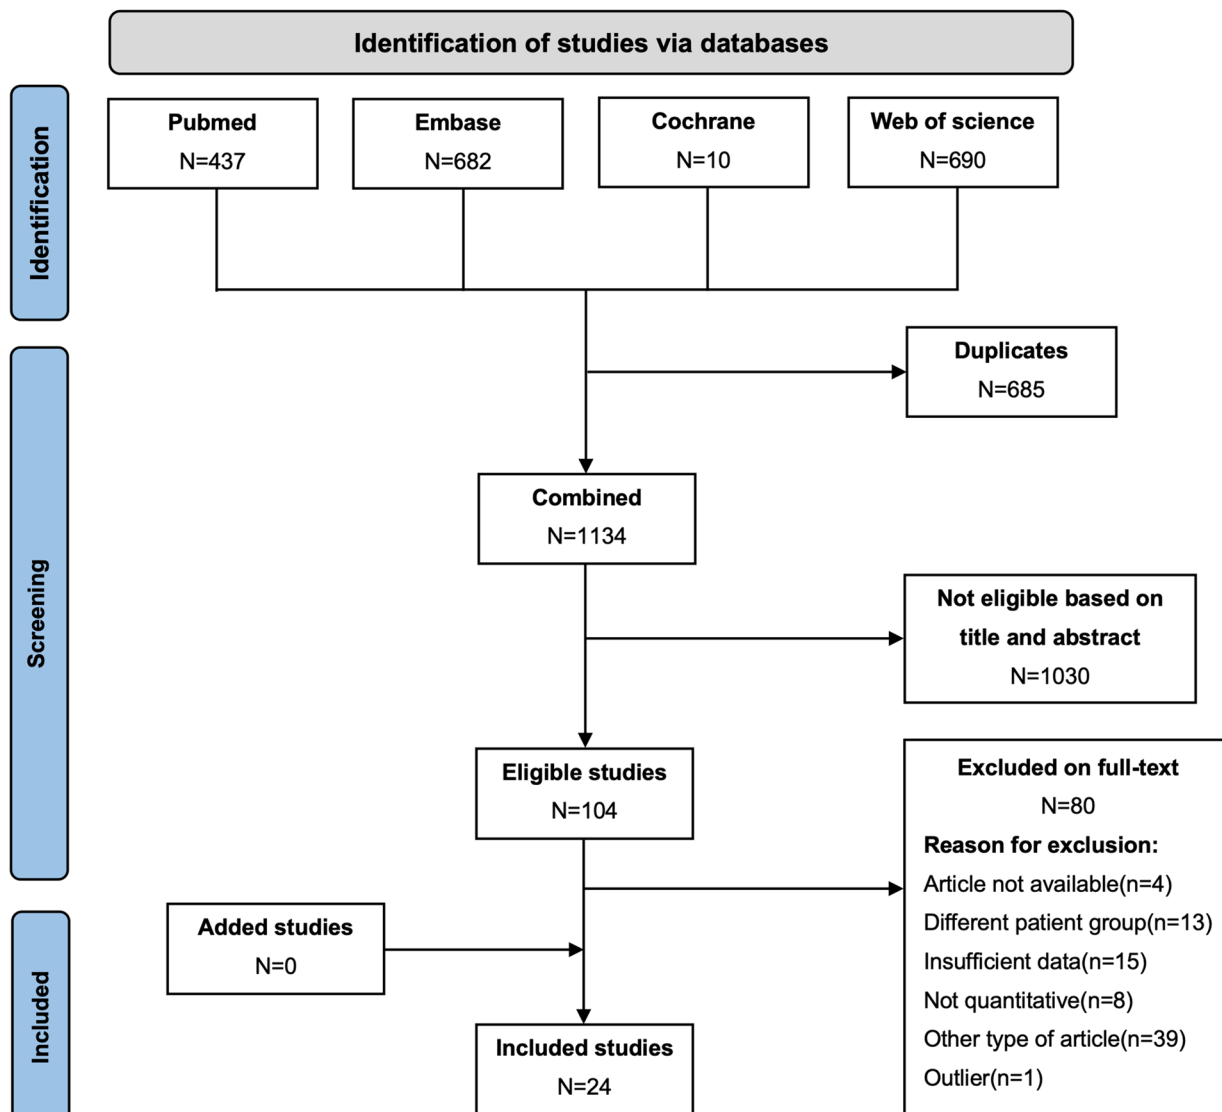 Identification of studies via databases
Identification
Pubmed
N=437
Embase
N=682
Cochrane
N=10
Web of science
N=690
Screening
Duplicates
N=685
Combined
N=1134
Not eligible based on
title and abstract
N=1030
Eligible studies
N=104
Excluded on full-text
N=80
Reason for exclusion:
Article not available(n=4)
Different patient group(n=13)
Insufficient data(n=15)
Not quantitative(n=8)
Other type of article(n=39)
Outlier(n=1)
Included
Added studies
N=0
Included studies
N=24